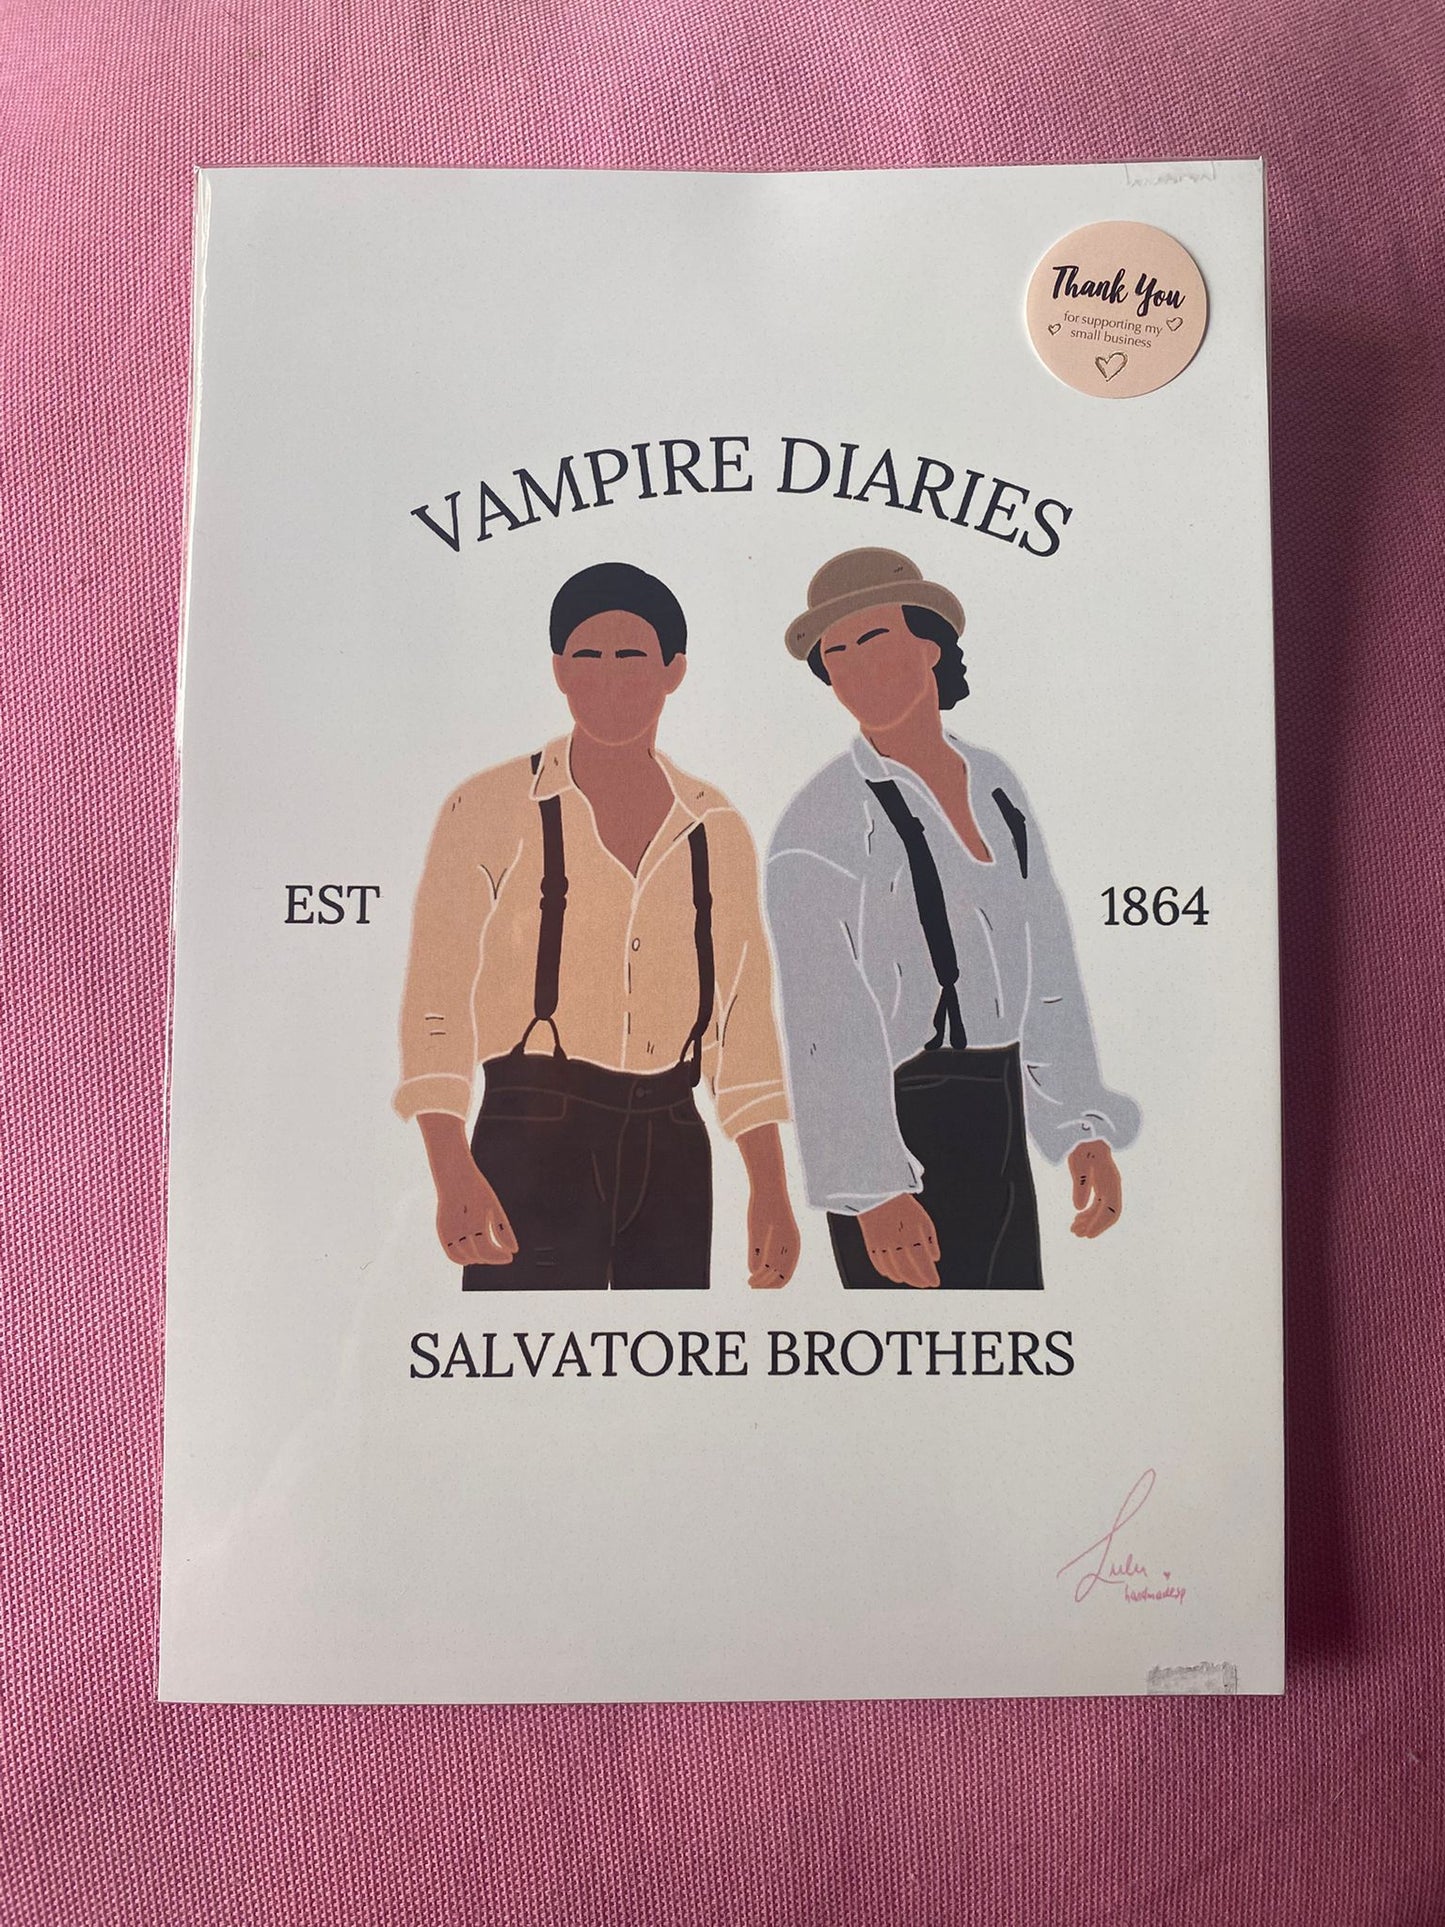 Thank You
for supporting my
small business
VAMPIRE DIARIES
EST
1864
SALVATORE BROTHERS
Lulu